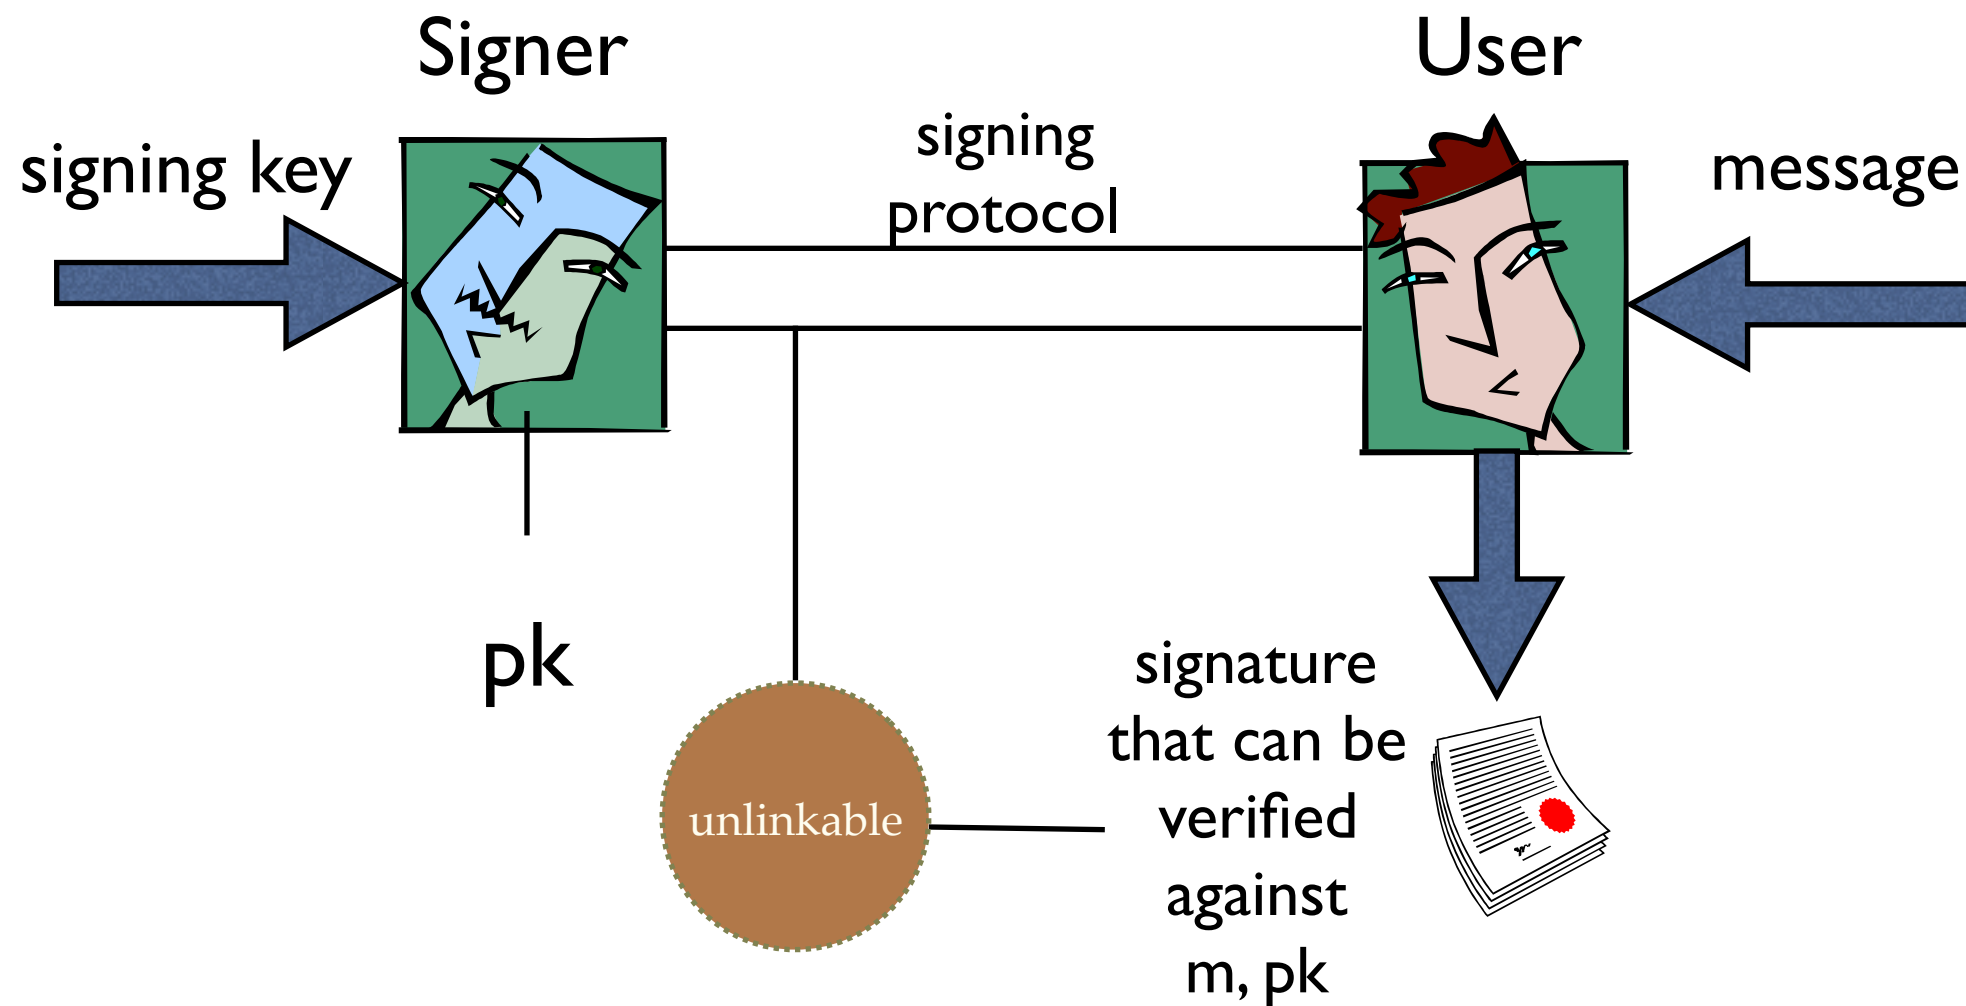 Signer
User
signing key
signing
protocol
message
pk
unlinkable
signature
that can be
verified
against
m, pk